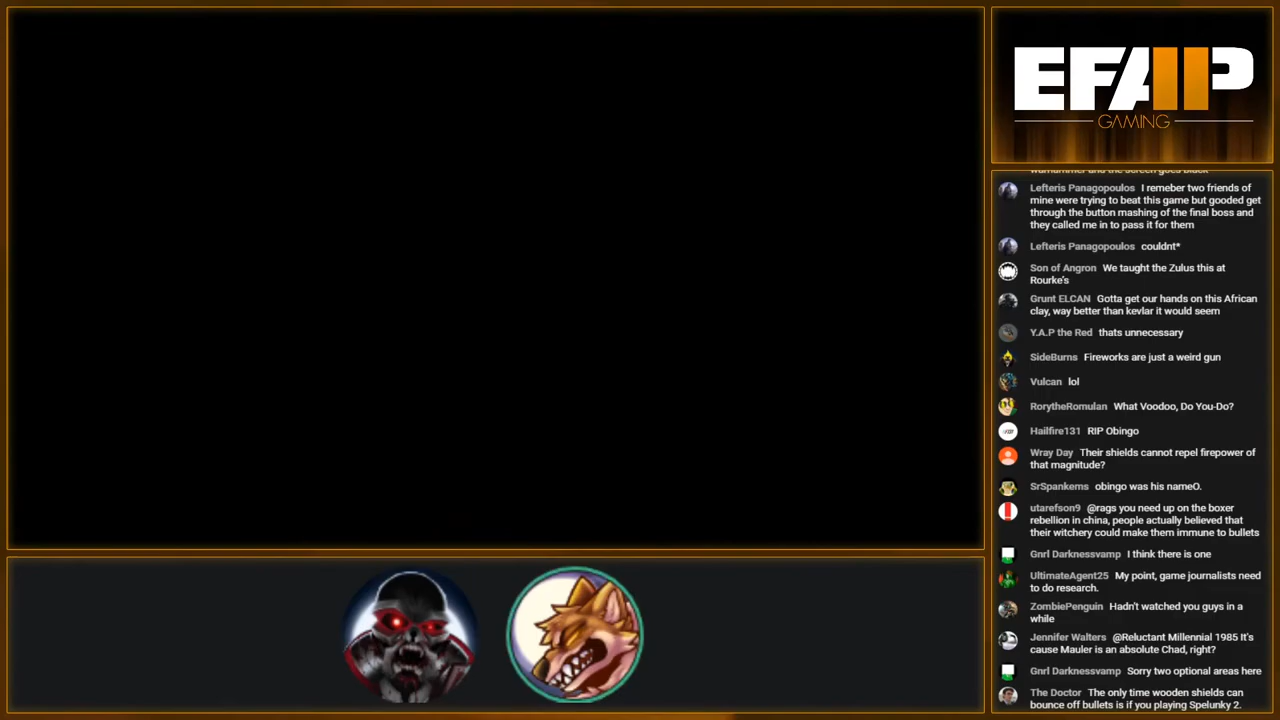 EFAP
GAMING
warhammer and the screen goes black
Lefteris Panagopoulos I remeber two friends of
mine were trying to beat this game but gooded get
through the button mashing of the final boss and
they called me in to pass it for them
Lefteris Panagopoulos couldnt*
Son of Angron We taught the Zulus this at
Rourke's
Grunt ELCAN Gotta get our hands on this African
clay, way better than kevlar it would seem
Y.A.P the Red thats unnecessary
SideBurns Fireworks are just a weird gun
Vulcan lol
RorytheRomulan What Voodoo, Do You-Do?
Hailfire131 RIP Obingo
Wray Day Their shields cannot repel firepower of
that magnitude?
SrSpankems obingo was his nameO.
utarefson9 @rags you need up on the boxer
rebellion in china, people actually believed that
their witchery could make them immune to bullets
Gnrl Darknessvamp I think there is one
UltimateAgent25 My point, game journalists need
to do research.
ZombiePenguin Hadn't watched you guys in a
while
Jennifer Walters @Reluctant Millennial 1985 It's
cause Mauler is an absolute Chad, right?
Gnrl Darknessvamp Sorry two optional areas here
The Doctor The only time wooden shields can
bounce off bullets is if you playing Spelunky 2.